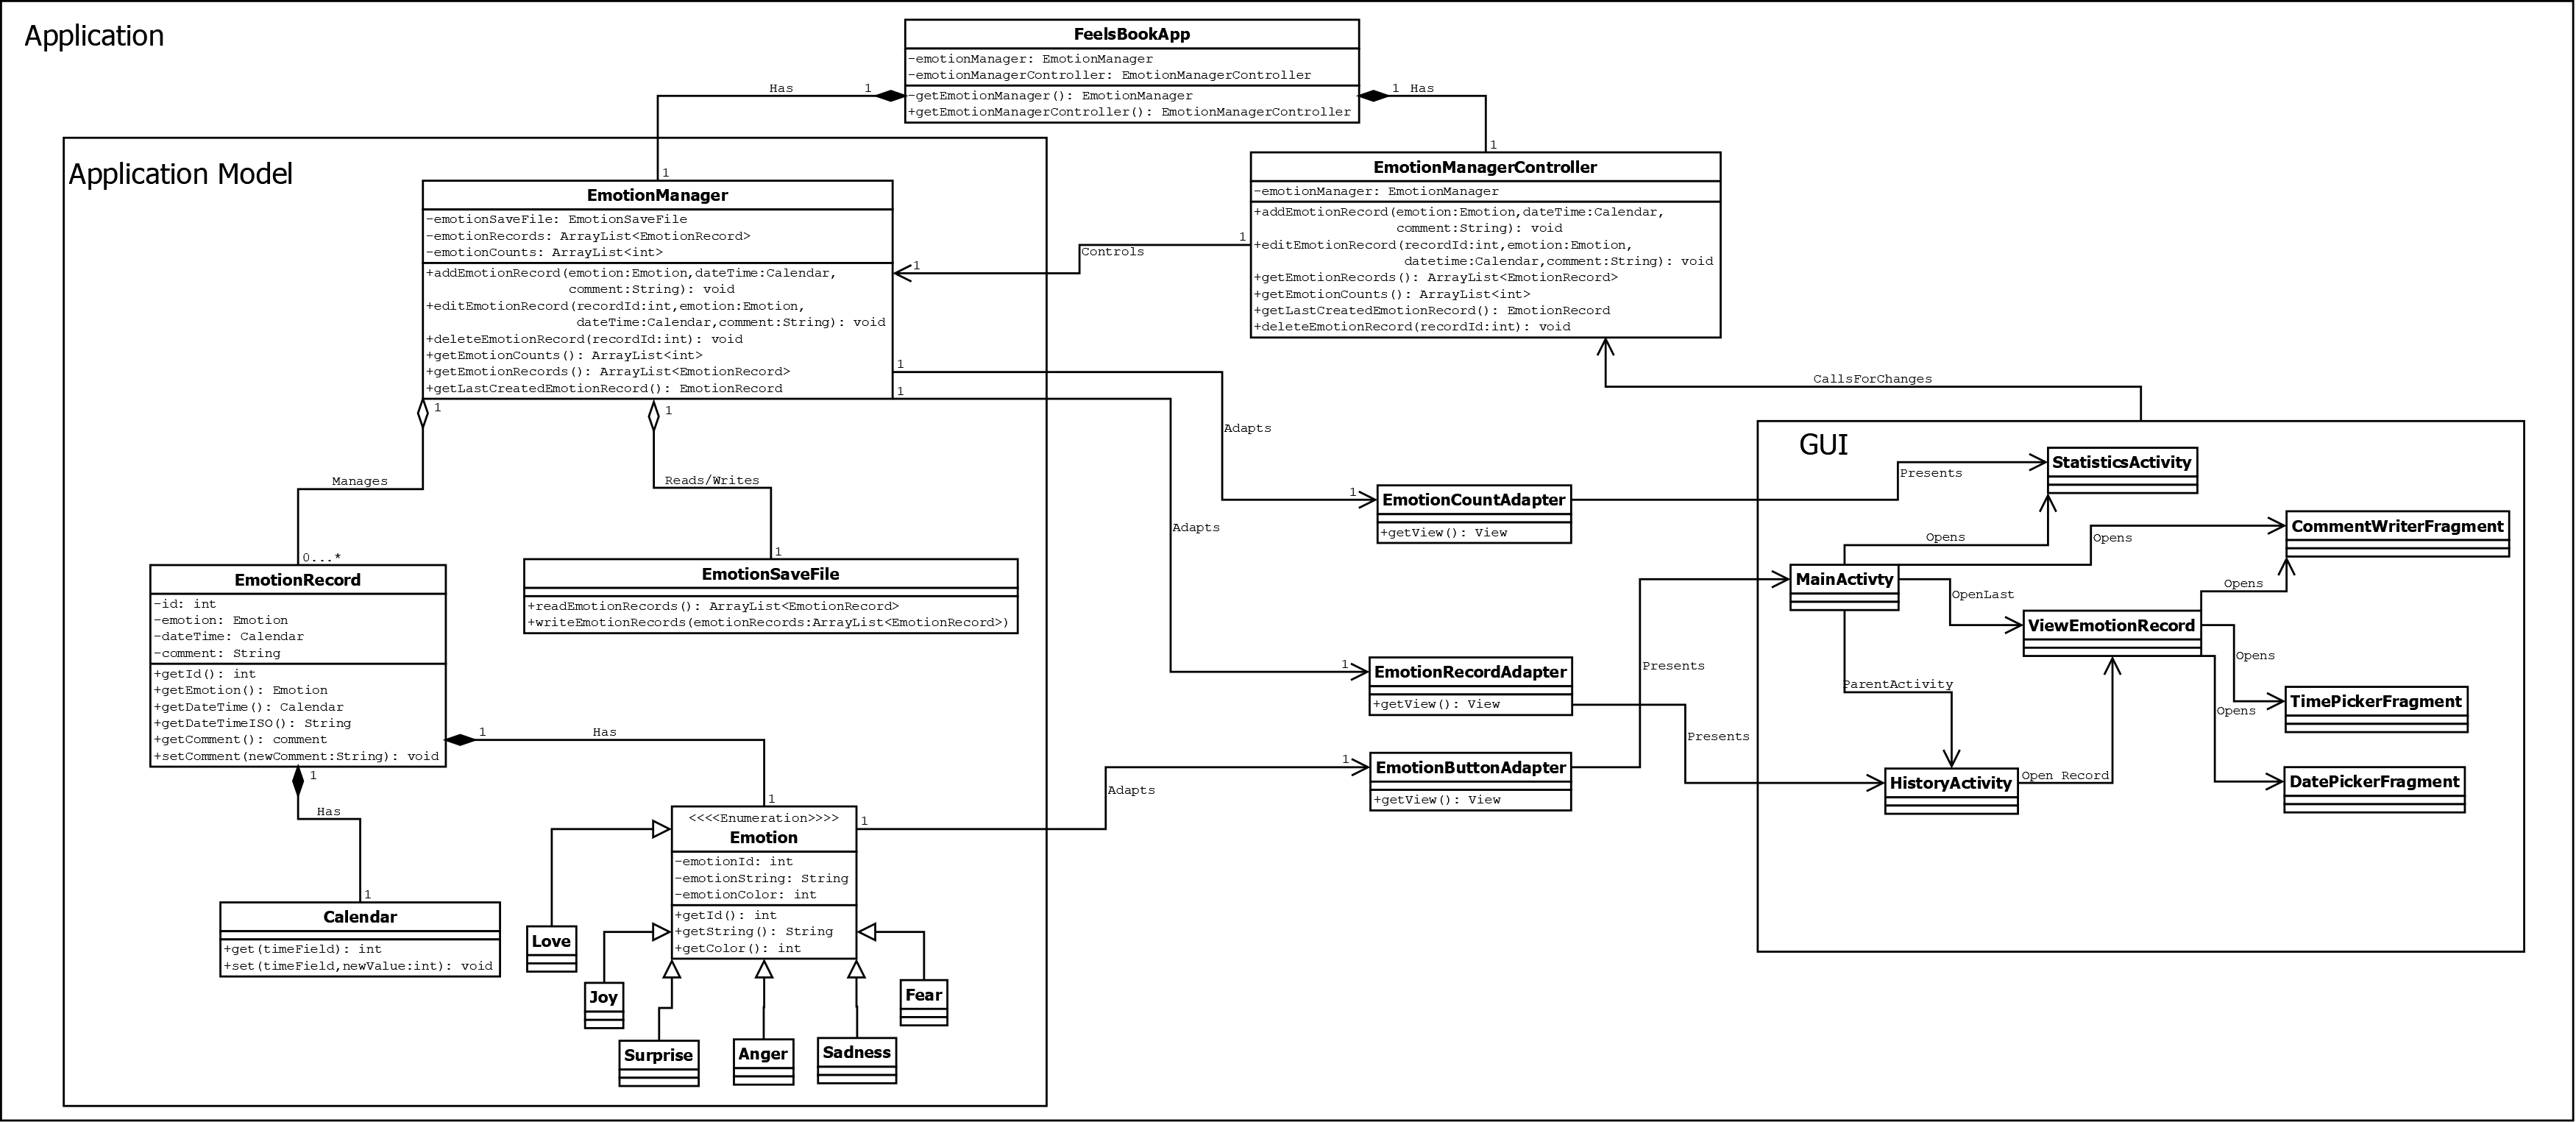 Application
FeelsBookApp
-emotionManager: EmotionManager
-emotionManagerController: EmotionManagerController
-getEmotionManager(): EmotionManager
+getEmotionManagerController(): EmotionManagerController
Has
1
1
1
Has
1
Application Model
EmotionManager
-emotionSaveFile: EmotionSaveFile
-emotionRecords: ArrayList<EmotionRecord>
-emotionCounts: ArrayList<int>
+addEmotionRecord(emotion:Emotion,dateTime:Calendar,
comment:String): void
+editEmotionRecord(recordId:int,emotion:Emotion,
dateTime:Calendar,comment:String): void
+deleteEmotionRecord(recordId:int): void
+getEmotionCounts(): ArrayList<int>
+getEmotionRecords(): ArrayList<EmotionRecord>
+getLastCreatedEmotionRecord(): EmotionRecord
EmotionManagerController
-emotionManager: EmotionManager
+addEmotionRecord(emotion:Emotion,dateTime:Calendar,
comment:String): void
+editEmotionRecord(recordId:int,emotion:Emotion,
datetime:Calendar,comment:String): void
+getEmotionRecords(): ArrayList<EmotionRecord>
+getEmotionCounts(): ArrayList<int>
+getLastCreatedEmotionRecord(): EmotionRecord
+deleteEmotionRecord(recordId:int): void
1
Controls
1
1
1
Adapts
1
Adapts
1
CallsForChanges
1
Manages
0...*
1
Reads/Writes
1
EmotionRecord
-id: int
-emotion: Emotion
-dateTime: Calendar
-comment: String
+getId(): int
+getEmotion(): Emotion
+getDateTime(): Calendar
+getDateTimeISO(): String
+getComment(): comment
+setComment(newComment:String): void
EmotionSaveFile
+readEmotionRecords(): ArrayList<EmotionRecord>
+writeEmotionRecords(emotionRecords:ArrayList<EmotionRecord>)
1
Has
1
1
Has
1
Calendar
+get(timeField): int
+set(timeField,newValue:int): void
<<<<Enumeration>>>>
Emotion
-emotionId: int
-emotionString: String
-emotionColor: int
+getId(): int
+getString(): String
+getColor(): int
1
Adapts
1
Love
Joy
Surprise
Anger
Sadness
Fear
EmotionCountAdapter
+getView(): View
Presents
EmotionRecordAdapter
+getView(): View
Presents
EmotionButtonAdapter
+getView(): View
Presents
GUI
StatisticsActivity
CommentWriterFragment
Opens
Opens
MainActivty
OpenLast
Opens
ViewEmotionRecord
Opens
Opens
ParentActivity
TimePickerFragment
HistoryActivity
Open Record
DatePickerFragment